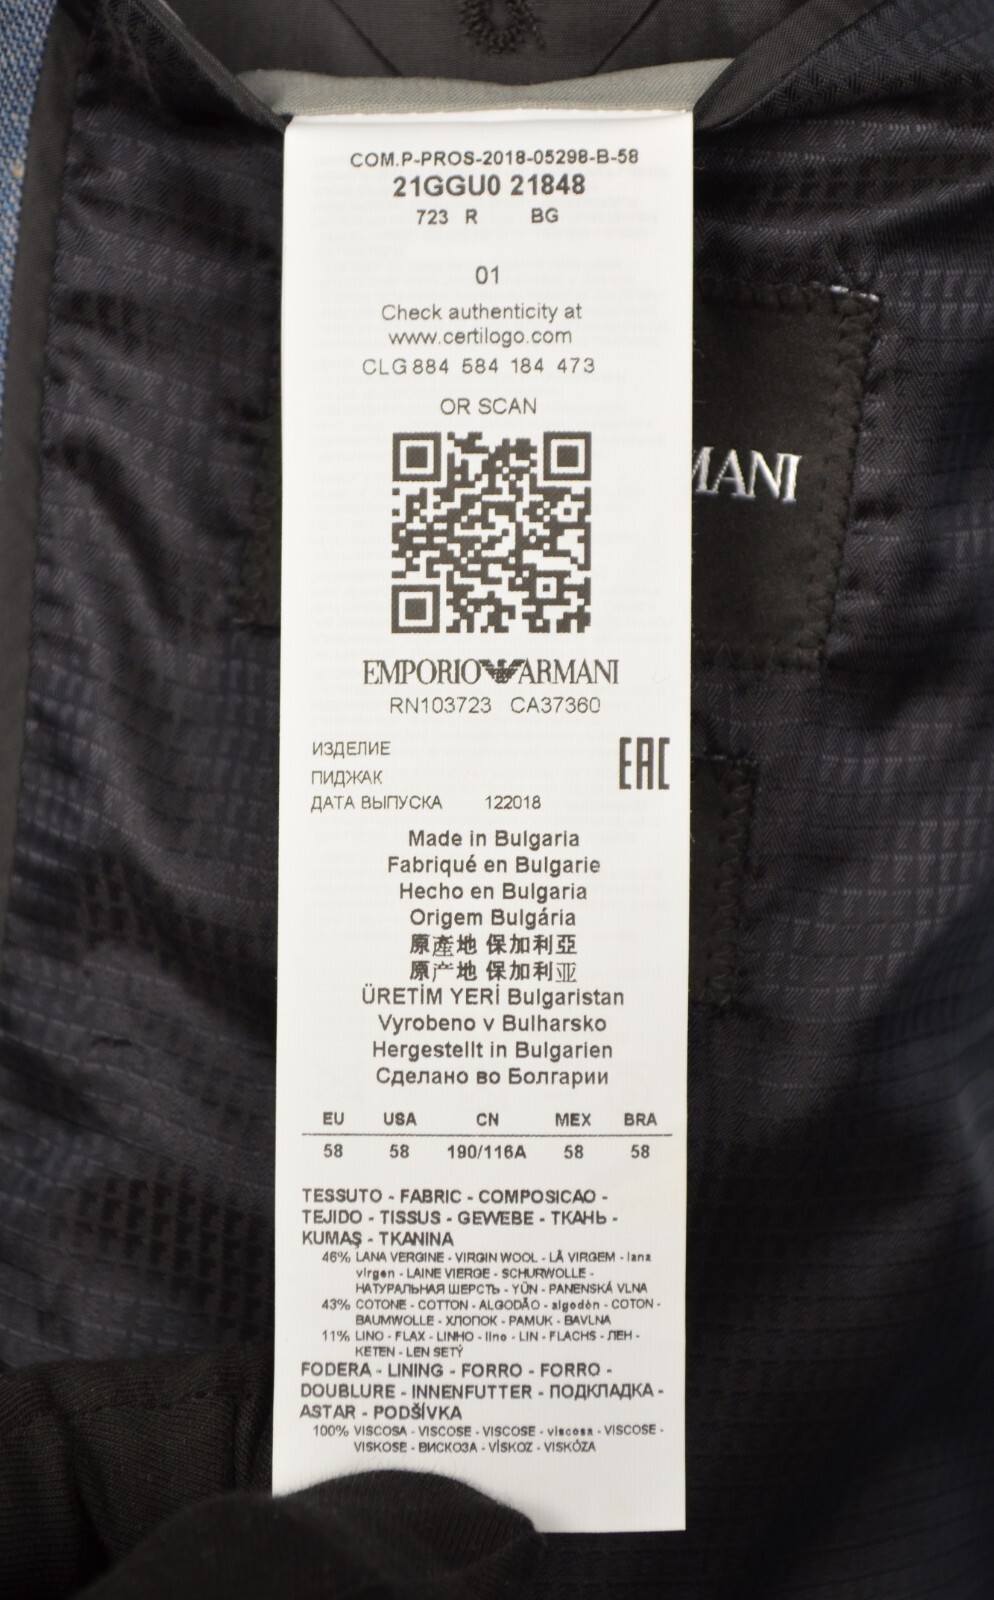 COM.P-PROS-2018-05298-B-58
21GGU0 21848
723 R BG
01
Check authenticity at
www.certilogo.com
CLG 884 584 184 473
OR SCAN
MANI
EMPORIO ARMANI
RN103723 CA37360
ИЗДЕЛИЕ
ПИДЖАК
EAC
ДАТА ВЫПУСКА 122018
Made in Bulgaria
Fabriqué en Bulgarie
Hecho en Bulgaria
Origem Bulgária
原產地 保加利亞
原产地 保加利亚
ÜRETİM YERİ Bulgaristan
Vyrobeno v Bulharsko
Hergestellt in Bulgarien
Сделано во Болгарии
EU USA CN MEX BRA
58 58 190/116A 58 58
TESSUTO - FABRIC - COMPOSICAO -
TEJIDO - TISSUS - GEWEBE - ТКАНЬ -
KUMAŞ - TKANINA
46% LANA VERGINE - VIRGIN WOOL - LÃ VIRGEM - lana
virgen - LAINE VIERGE - SCHURWOLLE -
НАТУРАЛЬНАЯ ШЕРСТЬ - YÜN - PANENSKÁ VLNA
43% COTONE - COTTON - ALGODÃO - algodón - COTON -
BAUMWOLLE - ХЛОПОК - PAMUK - BAVLNA
11% LINO - FLAX - LINHO - lino - LIN - FLACHS - ЛЕН -
KETEN - LEN SETÝ
FODERA - LINING - FORRO - FORRO -
DOUBLURE - INNENFUTTER - ПОДКЛАДКА -
ASTAR - PODŠÍVKA
100% VISCOSA - VISCOSE - VISCOSE - viscosa - VISCOSE -
VISKOSE - ВИСКОЗА - VİSKOZ - VISKÓZA